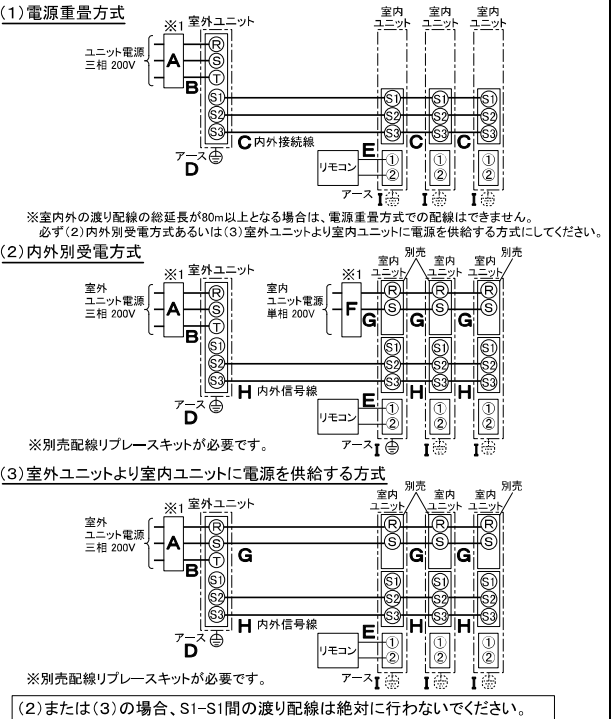 (1)電源重畳方式
※1 室外ユニット
室内ユニット 室内ユニット 室内ユニット
ユニット電源
三相 200V
A
B
R
S
T
S1 S1 S1 S1
S2 S2 S2 S2
S3 S3 S3 S3
C 内外接続線 C C
アース
D
リモコン
E
① ① ①
② ② ②
アース I I I
※室内外の渡り配線の総延長が80m以上となる場合は、電源重畳方式での配線はできません。
必ず(2)内外別受電方式あるいは(3)室外ユニットより室内ユニットに電源を供給する方式にしてください。
(2)内外別受電方式
※1 室外ユニット
※1
別売 別売
室内ユニット 室内ユニット 室内ユニット
室外
ユニット電源
三相 200V
A
B
室内
ユニット電源
単相 200V
F
R R R R
S S S S
T
G G G
S1 S1 S1 S1
S2 S2 S2 S2
S3 S3 S3 S3
H 内外信号線 H H
アース
D
リモコン
E
① ① ①
② ② ②
アース I I I
※別売配線リプレースキットが必要です。
(3)室外ユニットより室内ユニットに電源を供給する方式
※1 室外ユニット
別売 別売
室内ユニット 室内ユニット 室内ユニット
室外
ユニット電源
三相 200V
A
B
R R R R
S S S S
T
G G G
S1 S1 S1 S1
S2 S2 S2 S2
S3 S3 S3 S3
H 内外信号線 H H
アース
D
リモコン
E
① ① ①
② ② ②
アース I I I
※別売配線リプレースキットが必要です。
(2)または(3)の場合、S1-S1間の渡り配線は絶対に行わないでください。